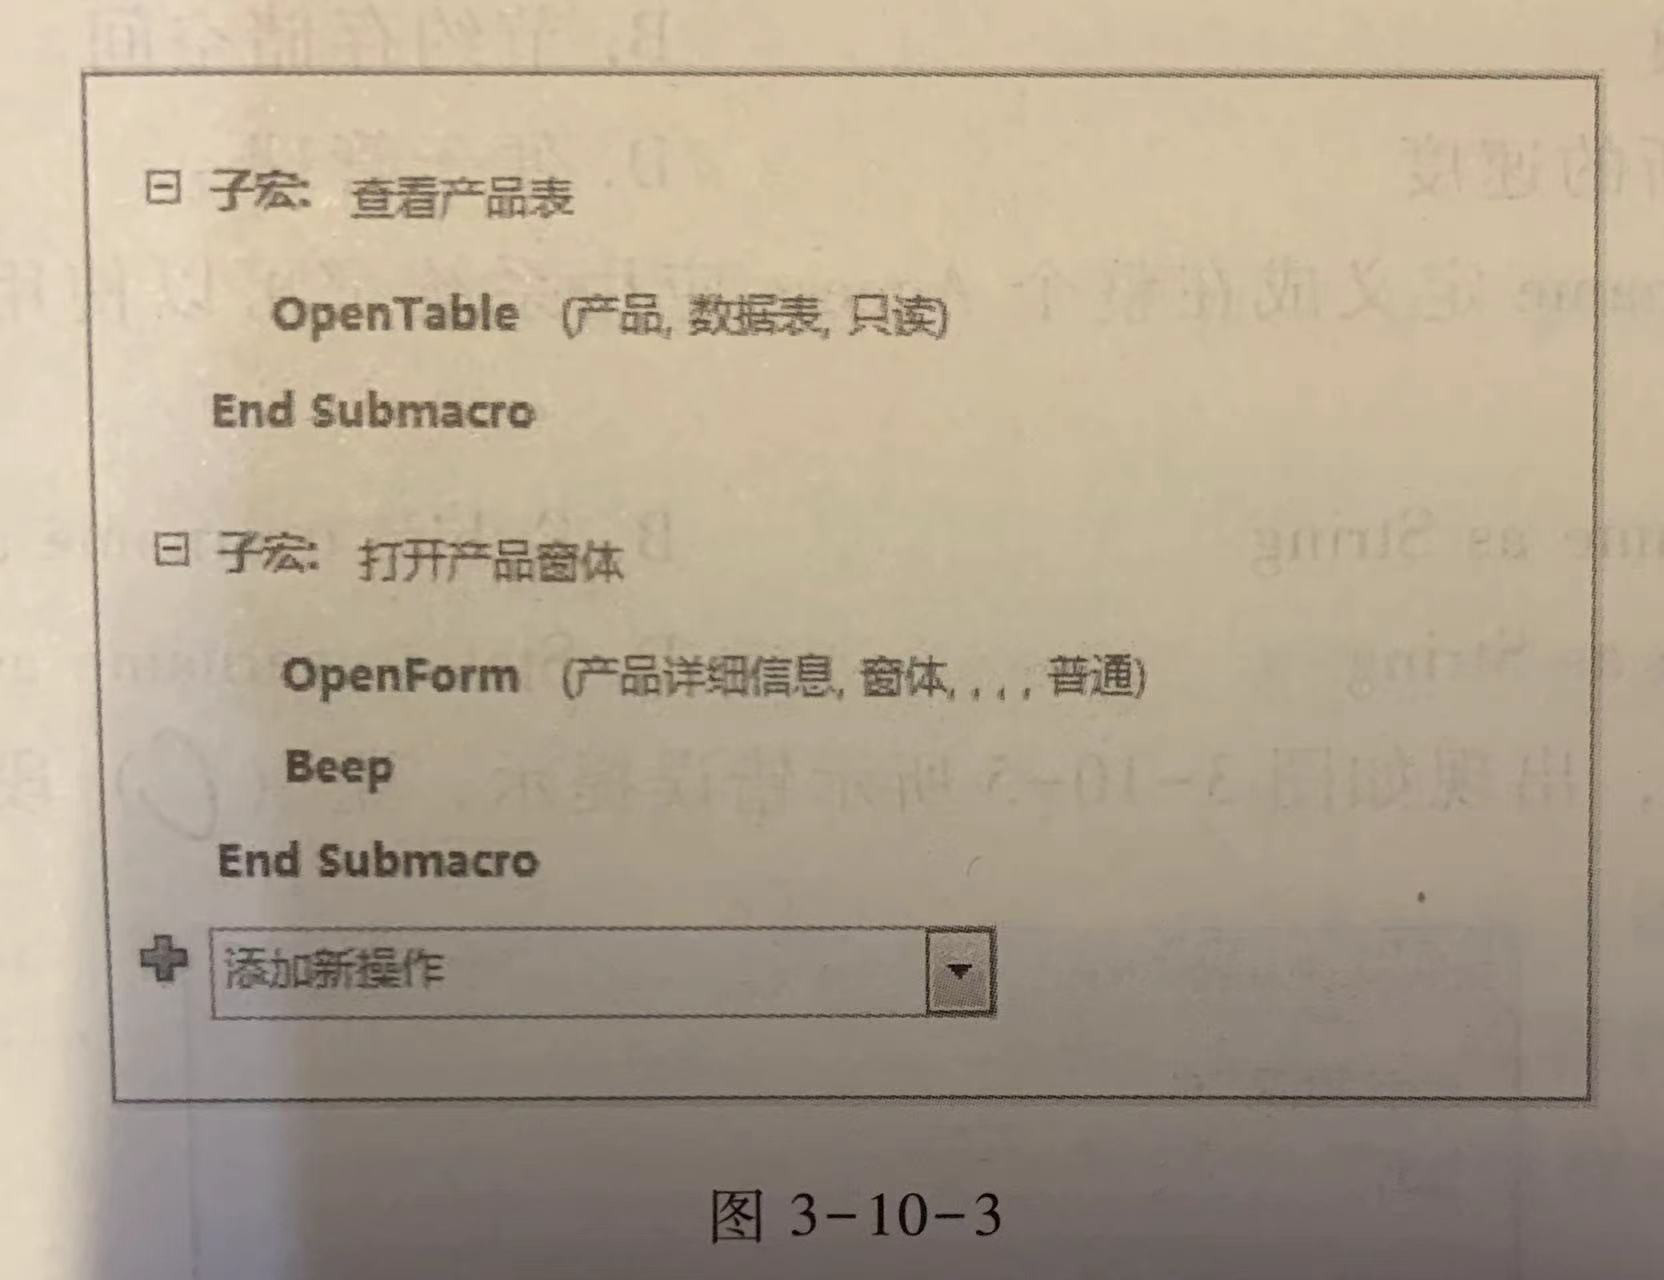 子宏: 查看产品表
OpenTable (产品, 数据表, 只读)
End Submacro
子宏: 打开产品窗体
OpenForm (产品详细信息, 窗体, , , , 普通)
Beep
End Submacro
添加新操作
图 3-10-3